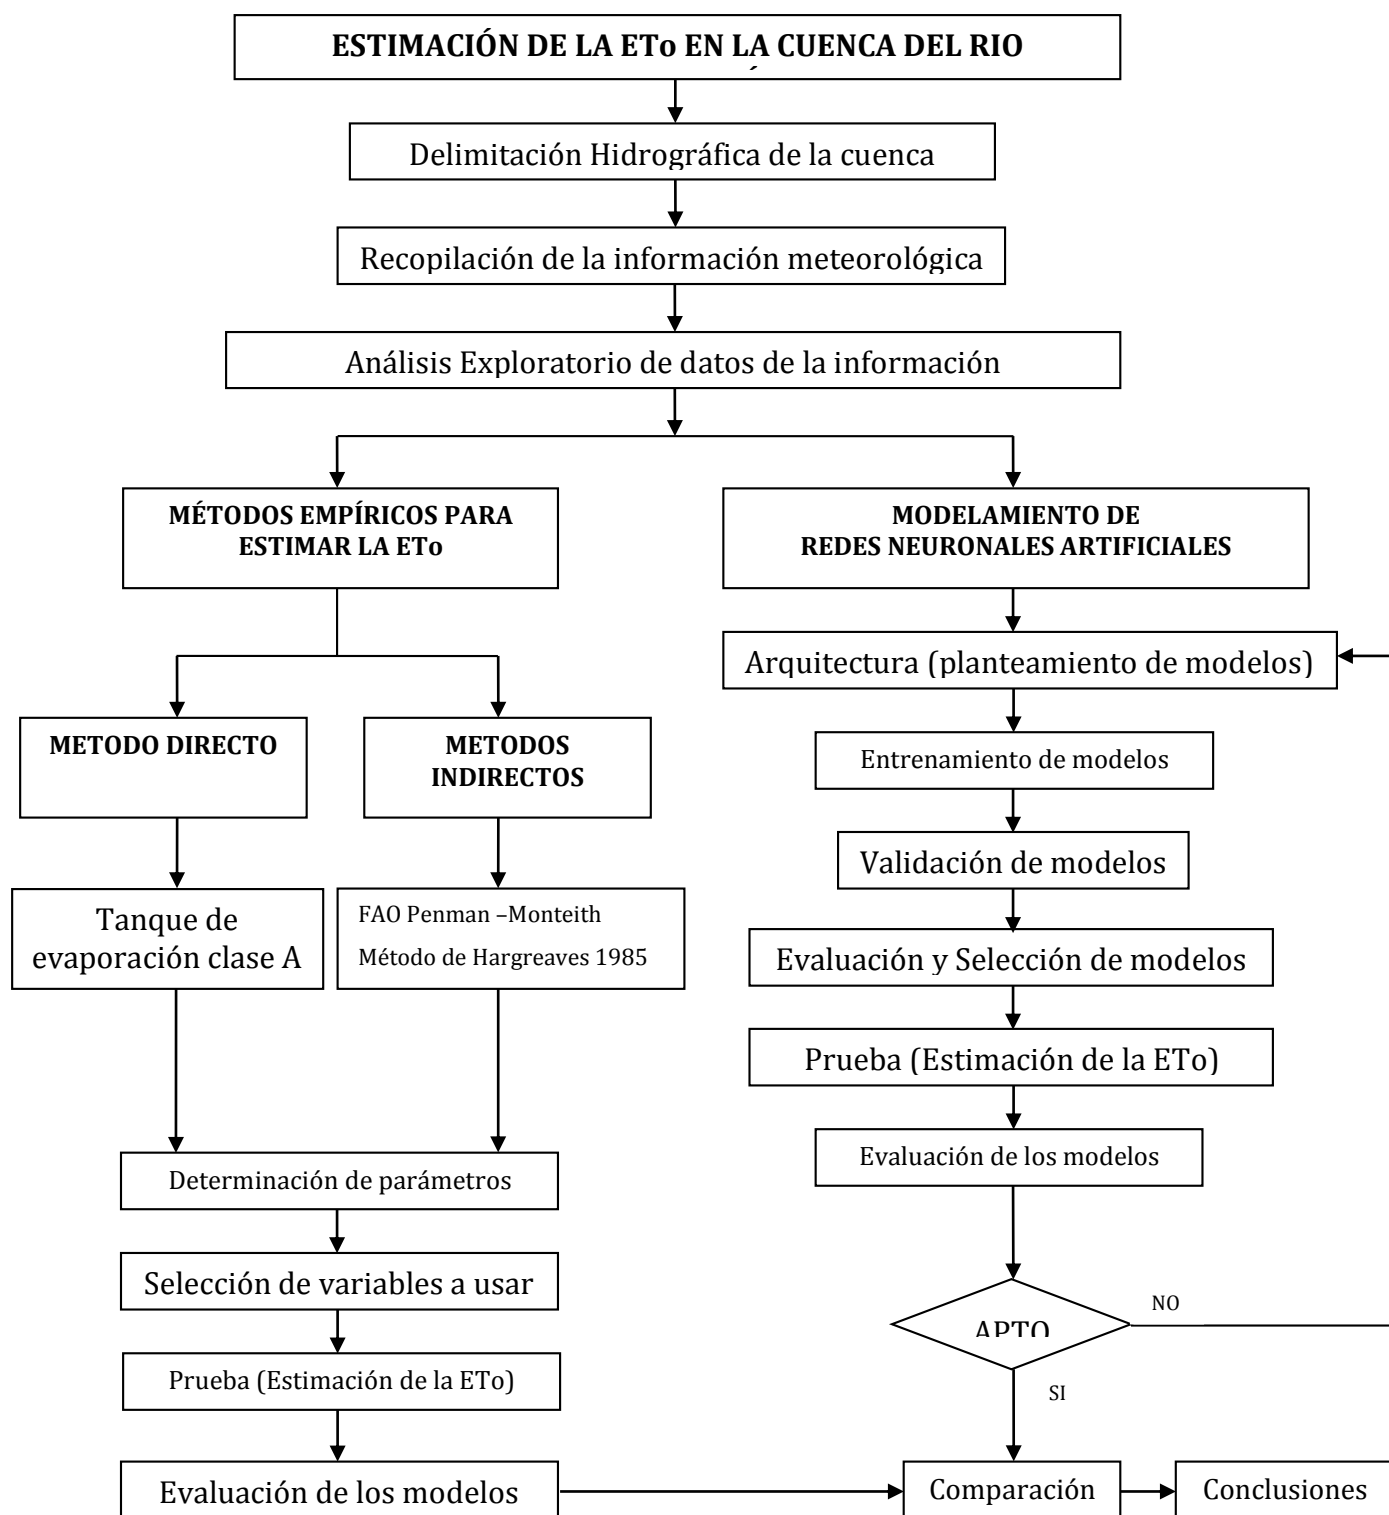 ESTIMACIÓN DE LA ETo EN LA CUENCA DEL RIO
Delimitación Hidrográfica de la cuenca
Recopilación de la información meteorológica
Análisis Exploratorio de datos de la información
MÉTODOS EMPÍRICOS PARA
ESTIMAR LA ETo
MODELAMIENTO DE
REDES NEURONALES ARTIFICIALES
Arquitectura (planteamiento de modelos)
METODO DIRECTO
METODOS
INDIRECTOS
Entrenamiento de modelos
Validación de modelos
Tanque de
evaporación clase A
FAO Penman –Monteith
Método de Hargreaves 1985
Evaluación y Selección de modelos
Prueba (Estimación de la ETo)
Evaluación de los modelos
Determinación de parámetros
Selección de variables a usar
Prueba (Estimación de la ETo)
APTO
NO
SI
Evaluación de los modelos
Comparación
Conclusiones